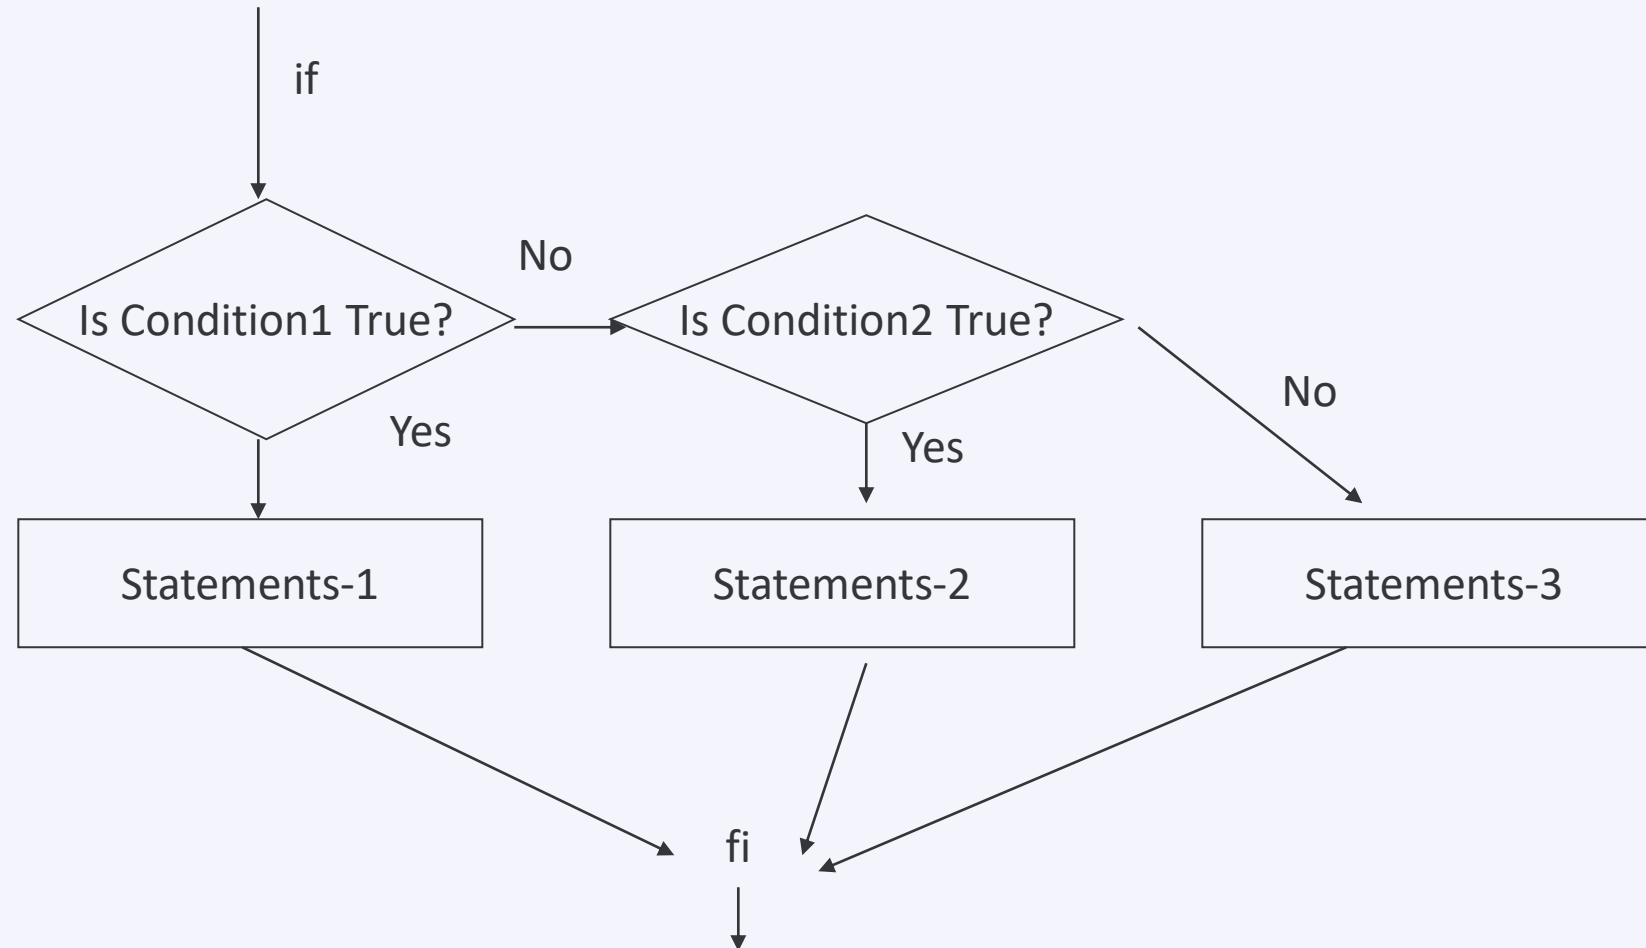 if
No
Is Condition1 True?
Is Condition2 True?
No
Yes
Yes
Statements-1
Statements-2
Statements-3
fi